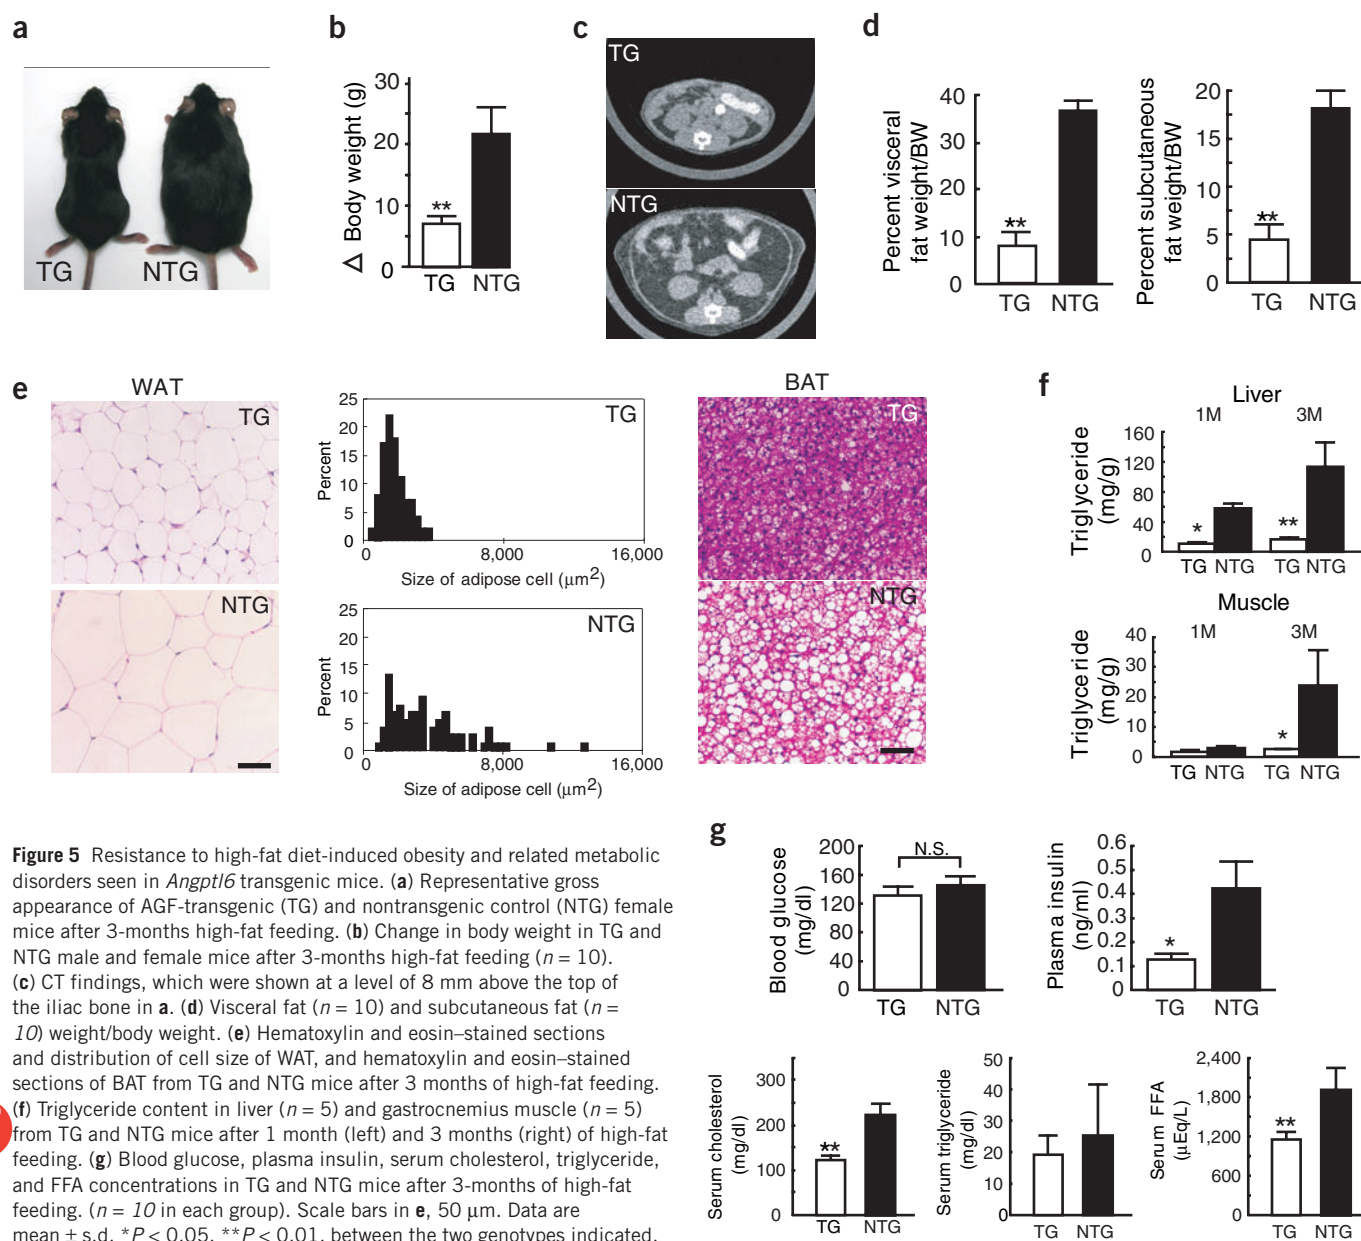 a
TG
NTG
b
Δ Body weight (g)
30
20
10
0
**
TG
NTG
c
TG
NTG
d
Percent visceral
fat weight/BW
40
30
20
10
0
**
TG
NTG
Percent subcutaneous
fat weight/BW
20
15
10
5
0
**
TG
NTG
e
WAT
TG
NTG
Percent
25
20
15
10
5
0
TG
0
8,000
16,000
Size of adipose cell (μm2)
Percent
25
20
15
10
5
0
NTG
0
8,000
16,000
Size of adipose cell (μm2)
BAT
TG
NTG
f
Liver
1M
3M
Triglyceride
(mg/g)
160
120
80
40
0
*
**
TG NTG
TG NTG
Muscle
1M
3M
Triglyceride
(mg/g)
40
30
20
10
0
*
TG NTG
TG NTG
Figure 5 Resistance to high-fat diet-induced obesity and related metabolic
disorders seen in Angptl6 transgenic mice. (a) Representative gross
appearance of AGF-transgenic (TG) and nontransgenic control (NTG) female
mice after 3-months high-fat feeding. (b) Change in body weight in TG and
NTG male and female mice after 3-months high-fat feeding (n = 10).
(c) CT findings, which were shown at a level of 8 mm above the top of
the iliac bone in a. (d) Visceral fat (n = 10) and subcutaneous fat (n =
10) weight/body weight. (e) Hematoxylin and eosin–stained sections
and distribution of cell size of WAT, and hematoxylin and eosin–stained
sections of BAT from TG and NTG mice after 3 months of high-fat feeding.
(f) Triglyceride content in liver (n = 5) and gastrocnemius muscle (n = 5)
from TG and NTG mice after 1 month (left) and 3 months (right) of high-fat
feeding. (g) Blood glucose, plasma insulin, serum cholesterol, triglyceride,
and FFA concentrations in TG and NTG mice after 3-months of high-fat
feeding. (n = 10 in each group). Scale bars in e, 50 μm. Data are
mean ± s.d. *P < 0.05, **P < 0.01, between the two genotypes indicated.
g
Blood glucose
(mg/dl)
200
160
120
80
40
0
N.S.
TG
NTG
Plasma insulin
(ng/ml)
0.6
0.5
0.4
0.3
0.2
0.1
0
*
TG
NTG
Serum cholesterol
(mg/dl)
300
200
100
0
**
TG
NTG
Serum triglyceride
(mg/dl)
50
40
30
20
10
0
TG
NTG
Serum FFA
(μEq/L)
2,400
1,800
1,200
600
0
**
TG
NTG